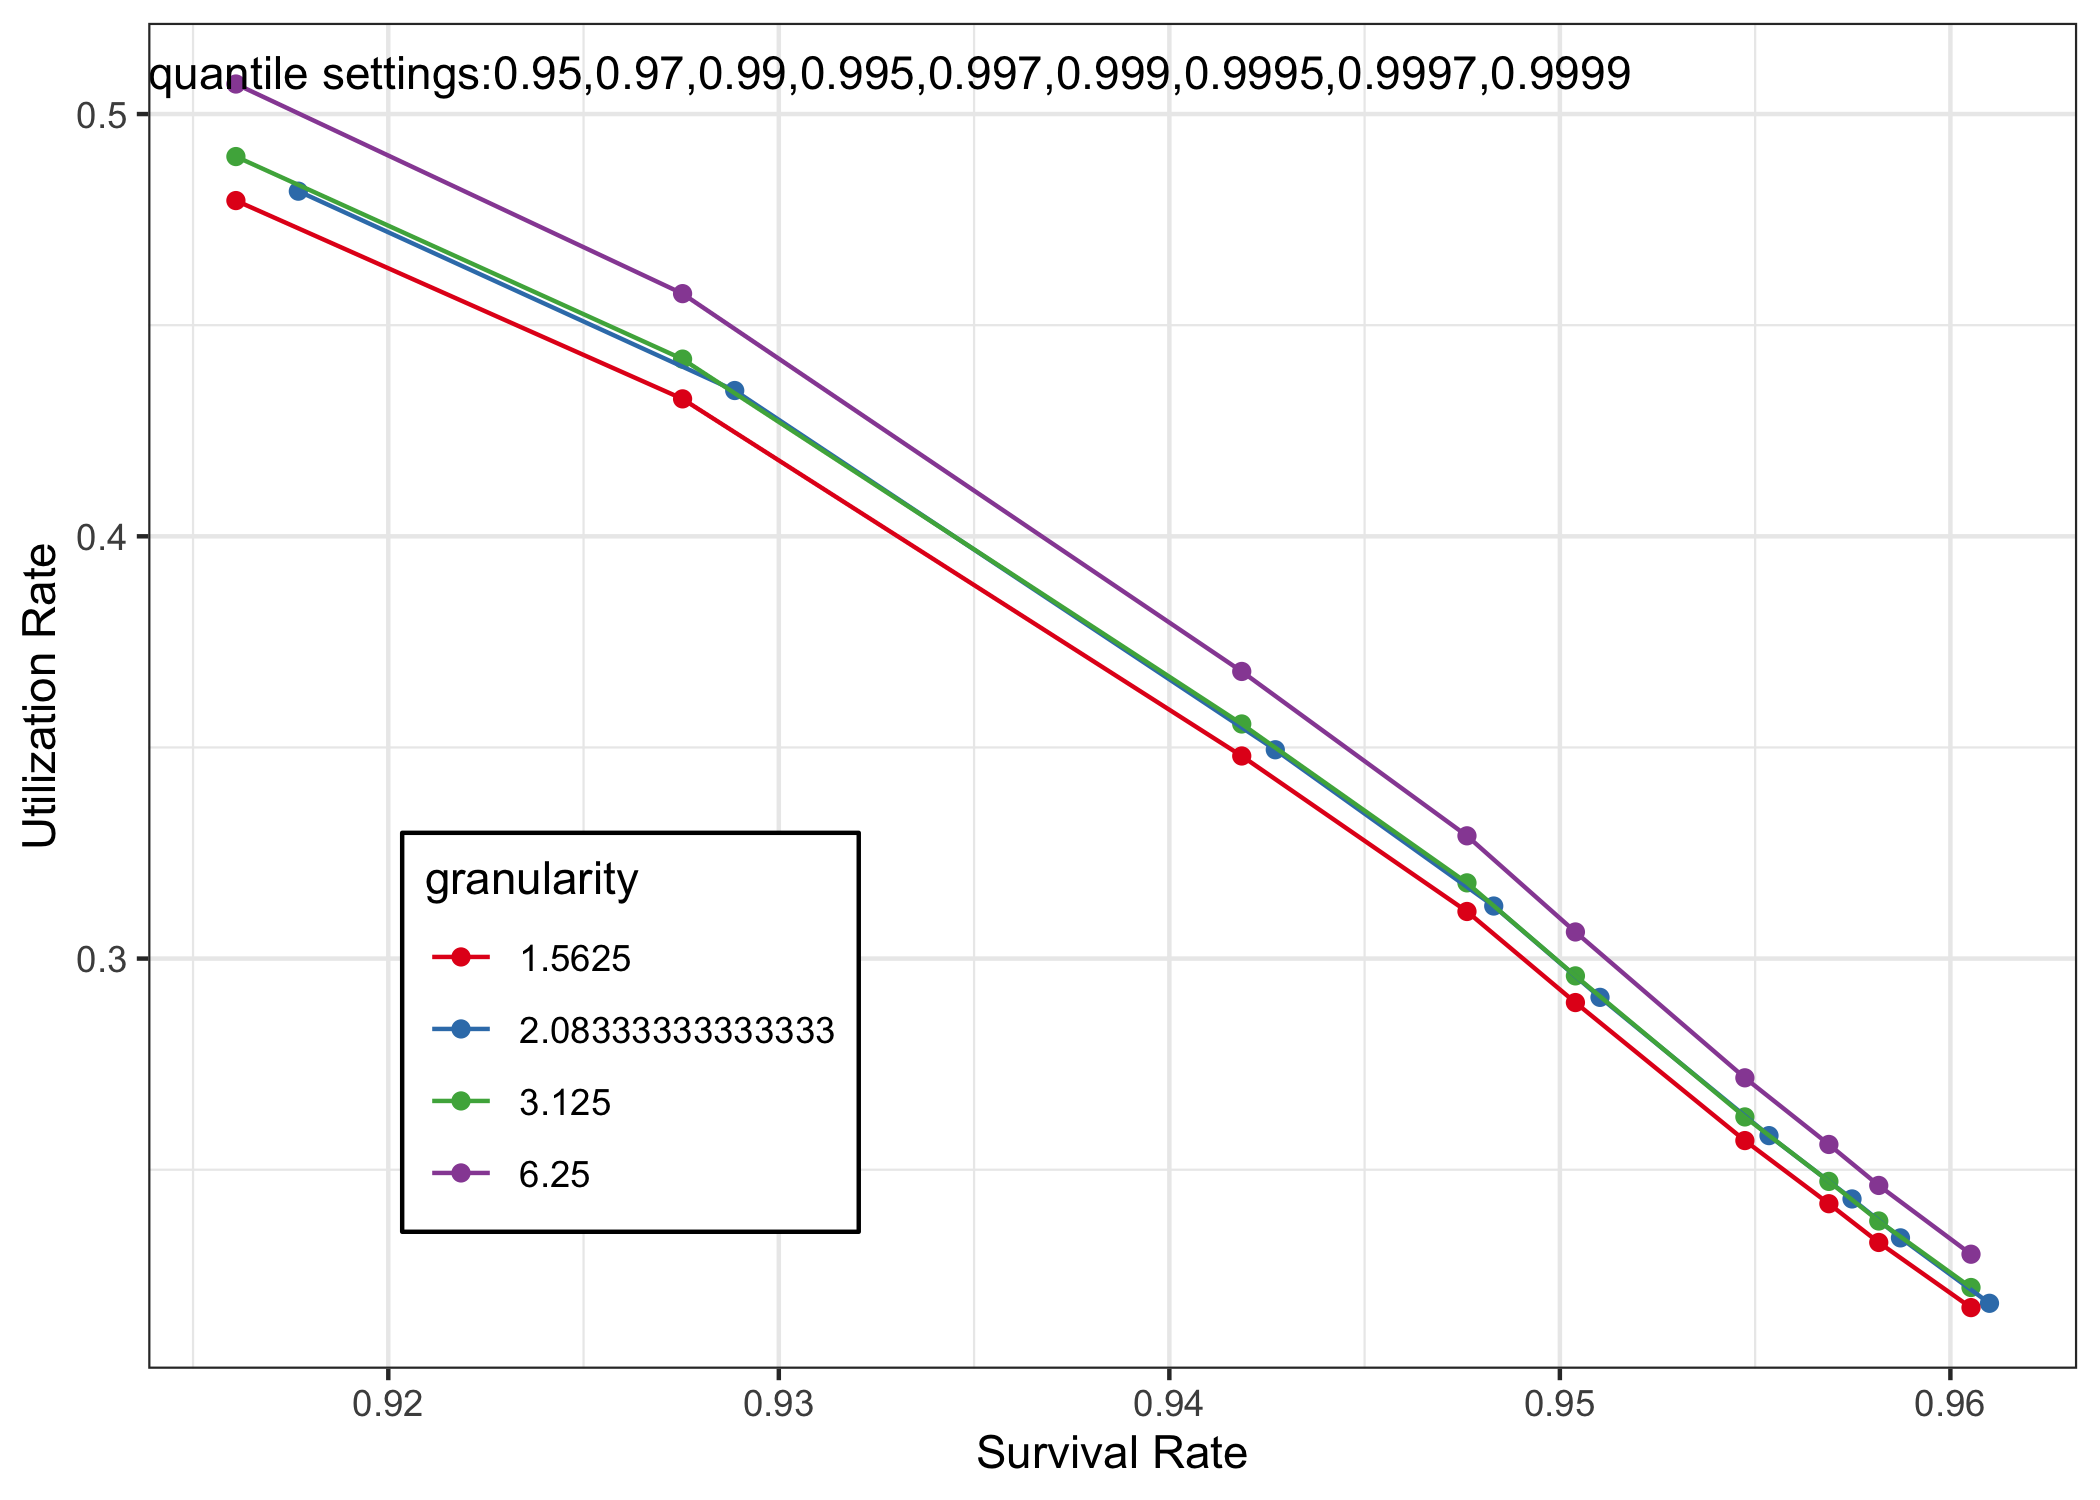 quantile settings:0.95,0.97,0.99,0.995,0.997,0.999,0.9995,0.9997,0.9999
0.5
0.4
0.3
Utilization Rate
granularity
1.5625
2.08333333333333
3.125
6.25
0.92 0.93 0.94 0.95 0.96
Survival Rate